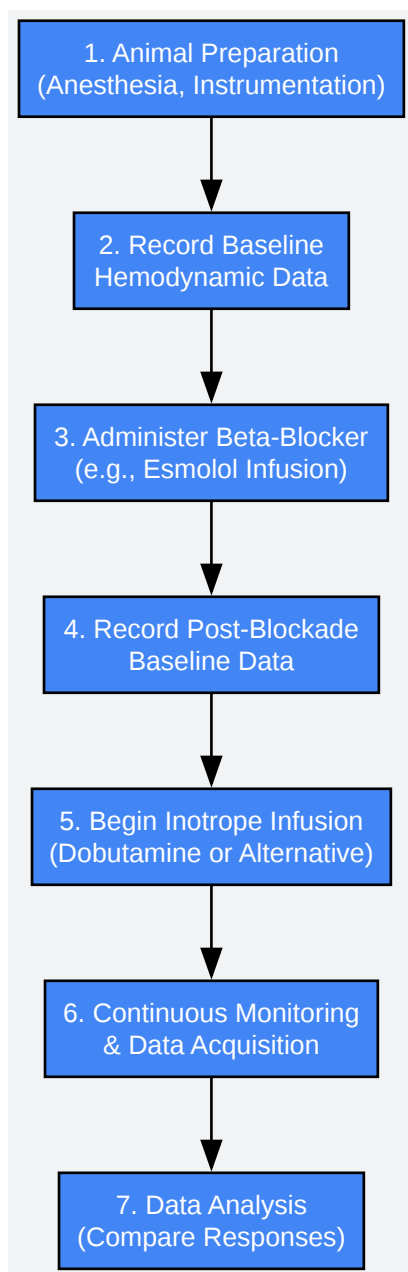 1. Animal Preparation
(Anesthesia, Instrumentation)
2. Record Baseline
Hemodynamic Data
3. Administer Beta-Blocker
(e.g., Esmolol Infusion)
4. Record Post-Blockade
Baseline Data
5. Begin Inotrope Infusion
(Dobutamine or Alternative)
6. Continuous Monitoring
& Data Acquisition
7. Data Analysis
(Compare Responses)